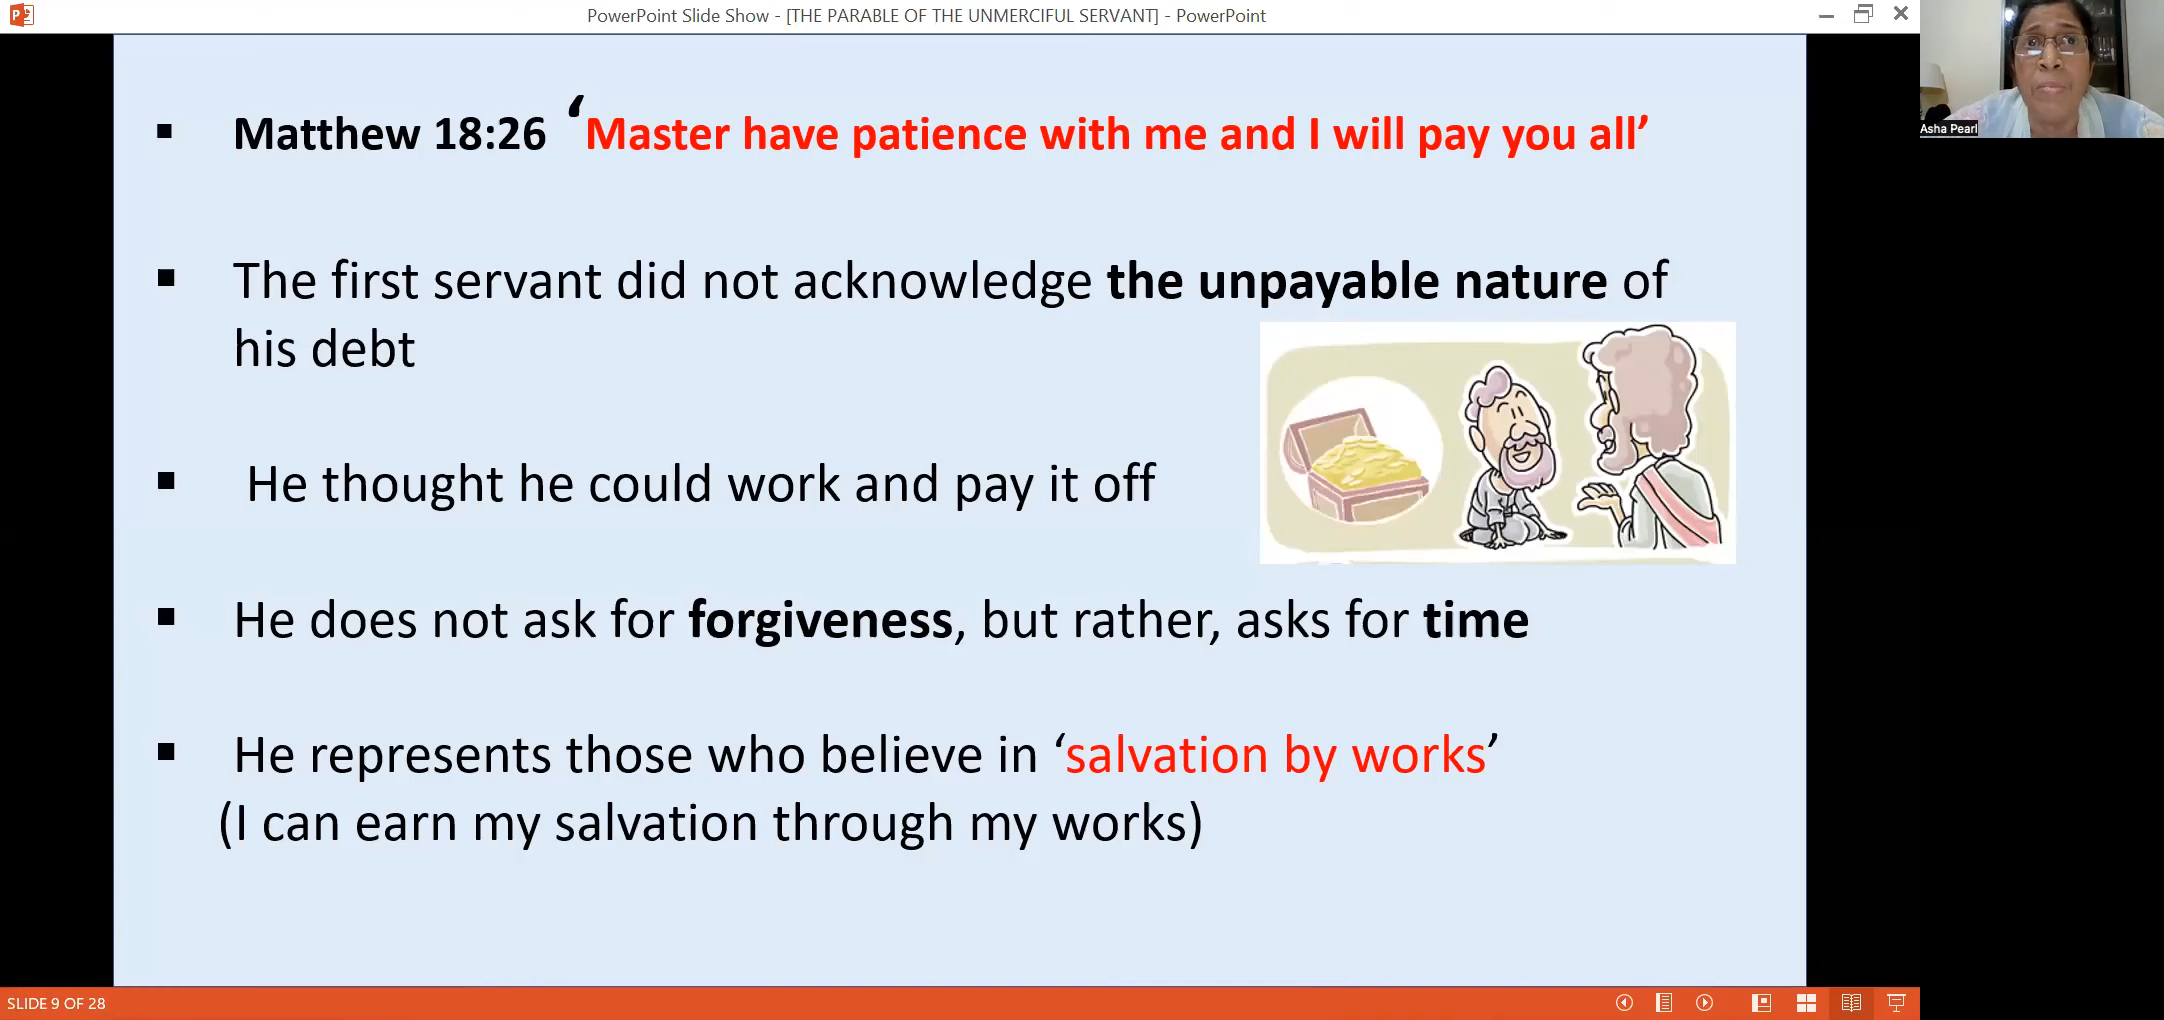 PowerPoint Slide Show - [THE PARABLE OF THE UNMERCIFUL SERVANT] - PowerPoint
Asha Pearl
▪ Matthew 18:26 ‘Master have patience with me and I will pay you all’
▪ The first servant did not acknowledge the unpayable nature of
his debt
▪ He thought he could work and pay it off
▪ He does not ask for forgiveness, but rather, asks for time
▪ He represents those who believe in ‘salvation by works’
(I can earn my salvation through my works)
SLIDE 9 OF 28